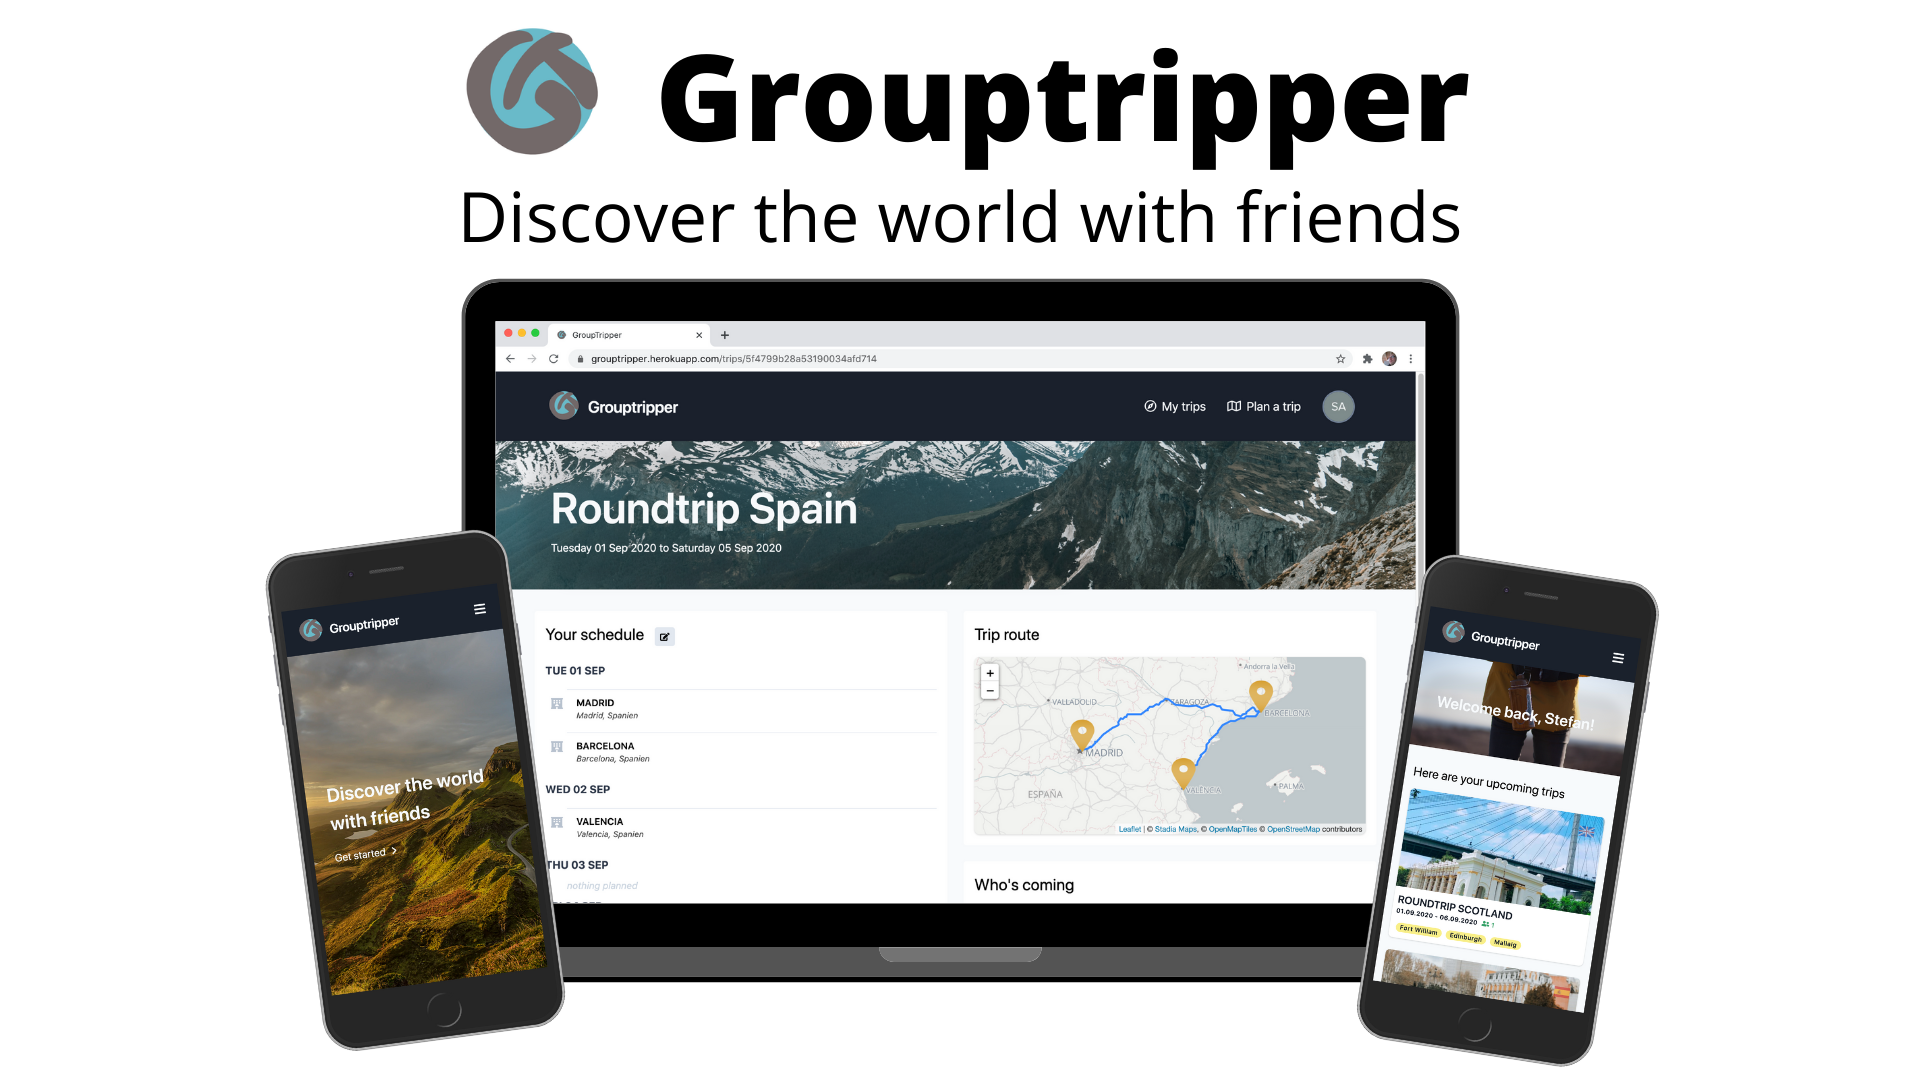 Grouptripper
Discover the world with friends
GroupTripper
grouptripper.herokuapp.com/trips/5f4799b28a53190034afd714
Grouptripper
My trips
Plan a trip
SA
Roundtrip Spain
Tuesday 01 Sep 2020 to Saturday 05 Sep 2020
Your schedule
TUE 01 SEP
MADRID
Madrid, Spanien
BARCELONA
Barcelona, Spanien
WED 02 SEP
VALENCIA
Valencia, Spanien
THU 03 SEP
nothing planned
Trip route
+
−
Andorra la Vella
VALLADOLID
ZARAGOZA
BARCELONA
MADRID
VALENCIA
PALMA
ESPAÑA
Leaflet | © Stadia Maps, © OpenMapTiles © OpenStreetMap contributors
Who's coming
Grouptripper
Discover the world
with friends
Get started
Grouptripper
Welcome back, Stefan!
Here are your upcoming trips
ROUNDTRIP SCOTLAND
01.09.2020 - 06.09.2020 1
Fort William Edinburgh Mallaig